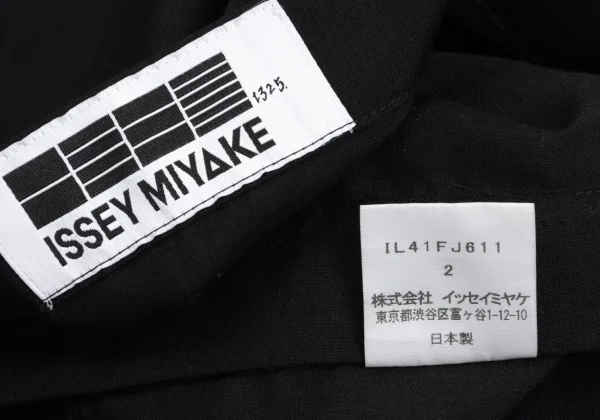 132 5.
ISSEY MIYAKE
IL41FJ611
2
株式会社 イッセイミヤケ
東京都渋谷区富ヶ谷1-12-10
日本製